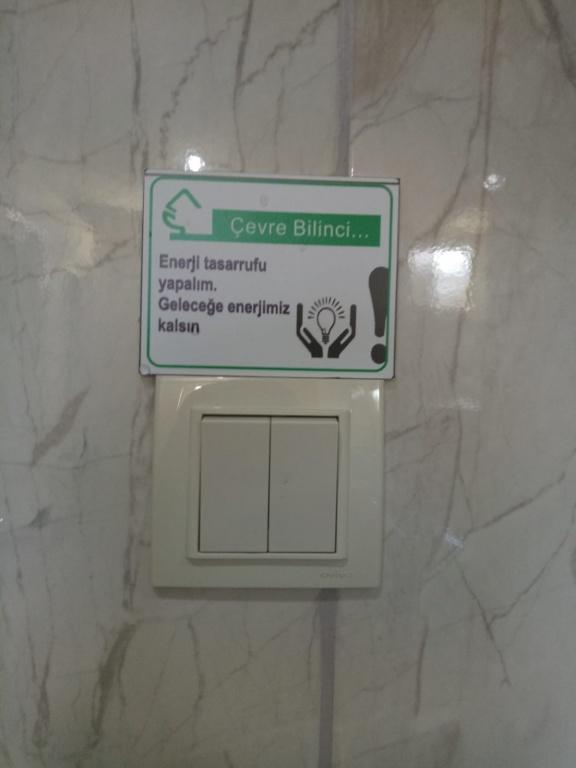 Çevre Bilinci...
Enerji tasarrufu
yapalım.
Geleceğe enerjimiz
kalsın
!